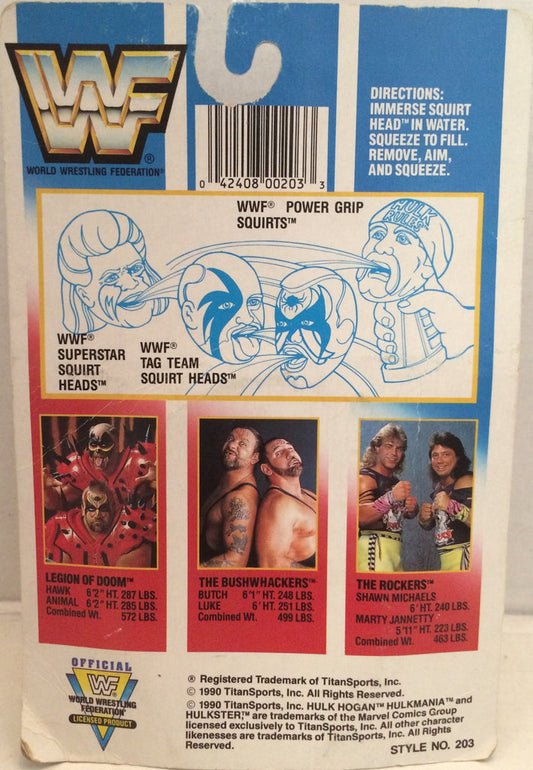 WWF
®
WORLD WRESTLING FEDERATION®
0 42408 00203 3
DIRECTIONS:
IMMERSE SQUIRT
HEAD™ IN WATER.
SQUEEZE TO FILL.
REMOVE, AIM,
AND SQUEEZE.
WWF® POWER GRIP
SQUIRTS™
HULK
RULES
WWF®
SUPERSTAR
SQUIRT
HEADS™
WWF®
TAG TEAM
SQUIRT HEADS™
LEGION OF DOOM™
HAWK 6'2" HT. 287 LBS.
ANIMAL 6'2" HT. 285 LBS.
Combined Wt. 572 LBS.
THE BUSHWHACKERS™
BUTCH 6'1" HT. 248 LBS.
LUKE 6' HT. 251 LBS.
Combined Wt. 499 LBS.
THE ROCKERS™
SHAWN MICHAELS
6' HT. 240 LBS.
MARTY JANNETTY
5'11" HT. 223 LBS.
Combined Wt. 463 LBS.
OFFICIAL
WF
WORLD WRESTLING
FEDERATION®
LICENSED PRODUCT
® Registered Trademark of TitanSports, Inc.
© 1990 TitanSports, Inc. All Rights Reserved.
© 1990 TitanSports, Inc. HULK HOGAN™ HULKMANIA™ and
HULKSTER,™ are trademarks of the Marvel Comics Group
licensed exclusively to TitanSports, Inc. All other character
likenesses are trademarks of TitanSports, Inc. All Rights
Reserved.
STYLE NO. 203